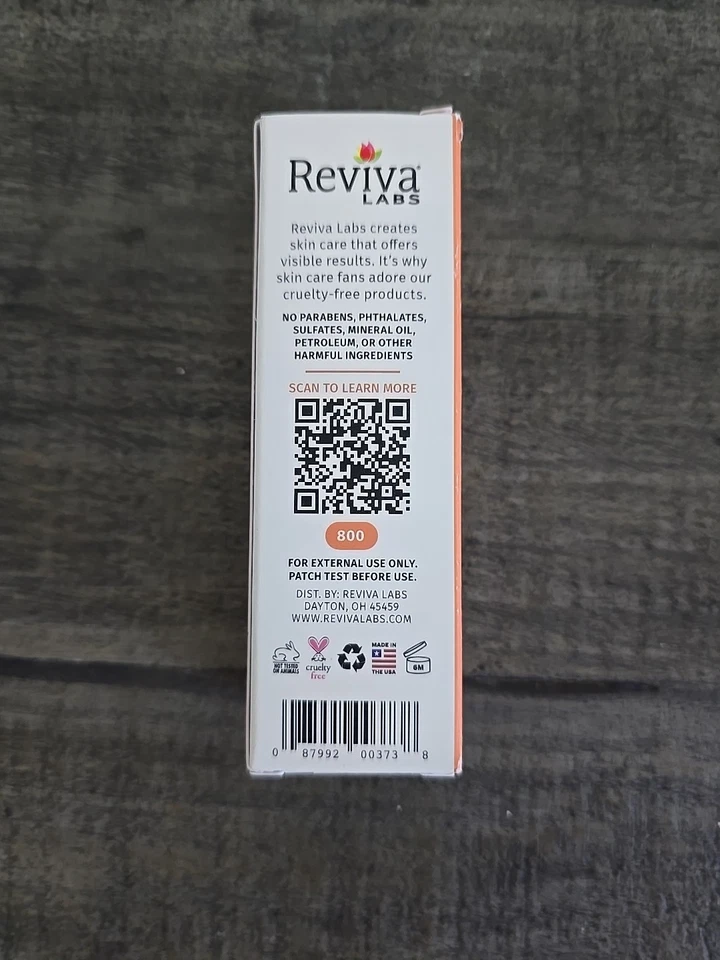 Reviva
LABS
Reviva Labs creates
skin care that offers
visible results. It's why
skin care fans adore our
cruelty-free products.
NO PARABENS, PHTHALATES,
SULFATES, MINERAL OIL,
PETROLEUM, OR OTHER
HARMFUL INGREDIENTS
SCAN TO LEARN MORE
800
FOR EXTERNAL USE ONLY.
PATCH TEST BEFORE USE.
DIST. BY: REVIVA LABS
DAYTON, OH 45459
WWW.REVIVALABS.COM
NOT TESTED
ON ANIMALS
cruelty
free
MADE IN
THE USA
6M
0 87992 00373 8